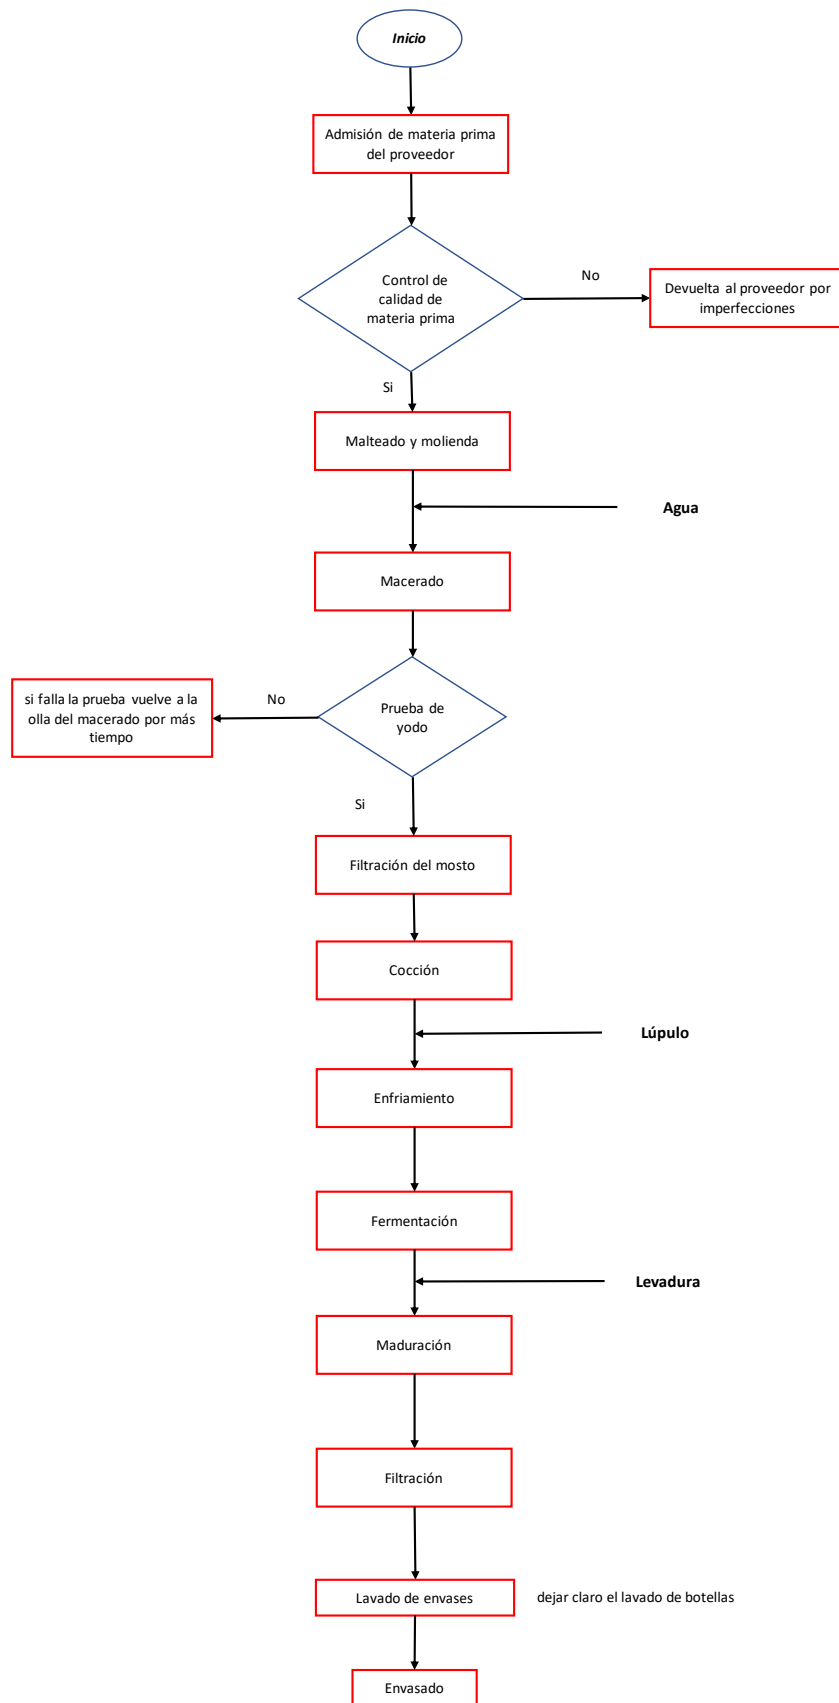 Inicio
Admisión de materia prima
del proveedor
Control de
calidad de
materia prima
No
Devuelta al proveedor por
imperfecciones
Si
Malteado y molienda
Agua
Macerado
si falla la prueba vuelve a la
olla del macerado por más
tiempo
No
Prueba de
yodo
Si
Filtración del mosto
Cocción
Lúpulo
Enfriamiento
Fermentación
Levadura
Maduración
Filtración
Lavado de envases
dejar claro el lavado de botellas
Envasado